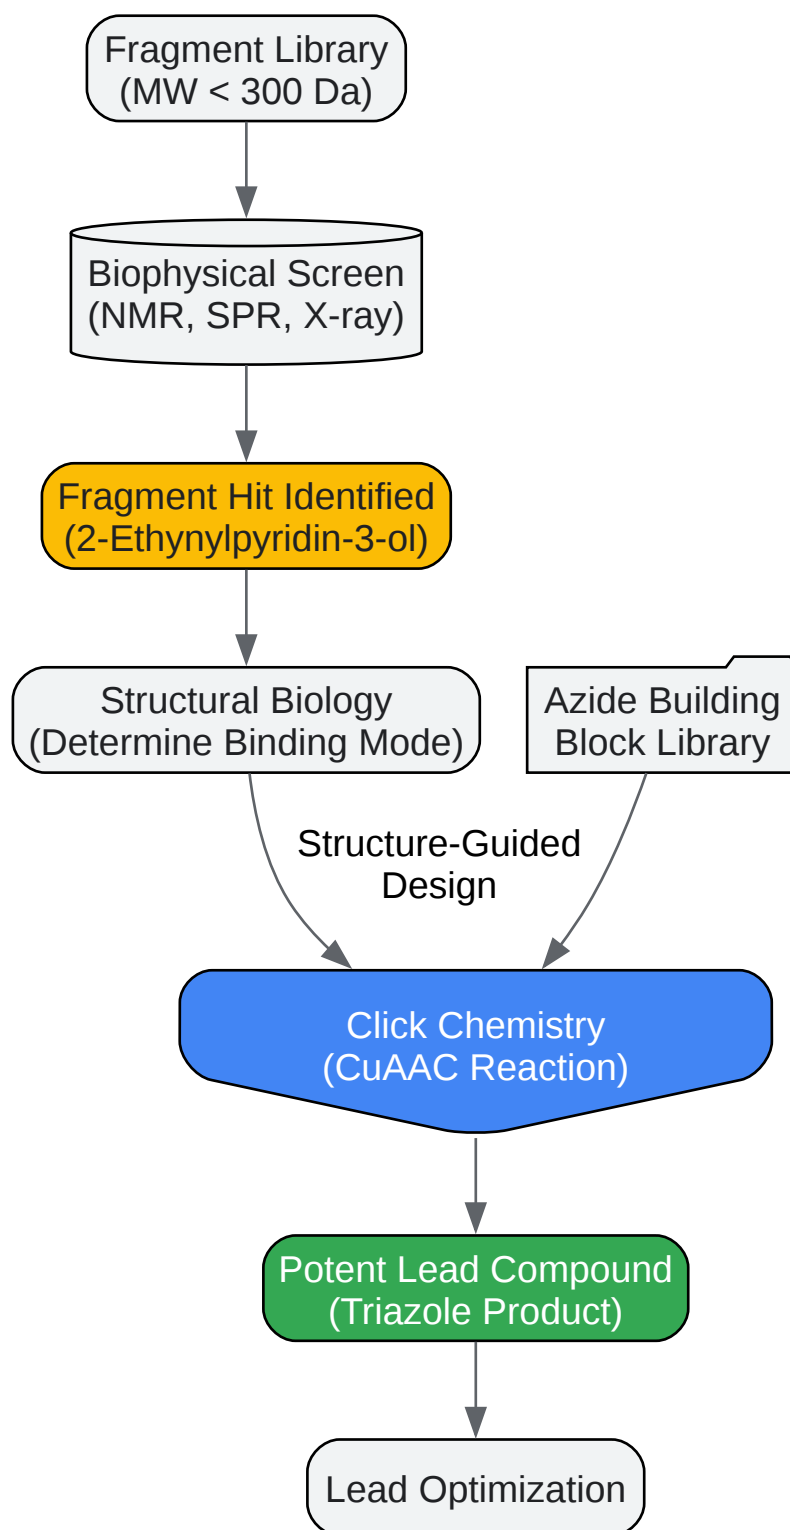 Fragment Library
(MW < 300 Da)
Biophysical Screen
(NMR, SPR, X-ray)
Fragment Hit Identified
(2-Ethynylpyridin-3-ol)
Structural Biology
(Determine Binding Mode)
Azide Building
Block Library
Structure-Guided
Design
Click Chemistry
(CuAAC Reaction)
Potent Lead Compound
(Triazole Product)
Lead Optimization